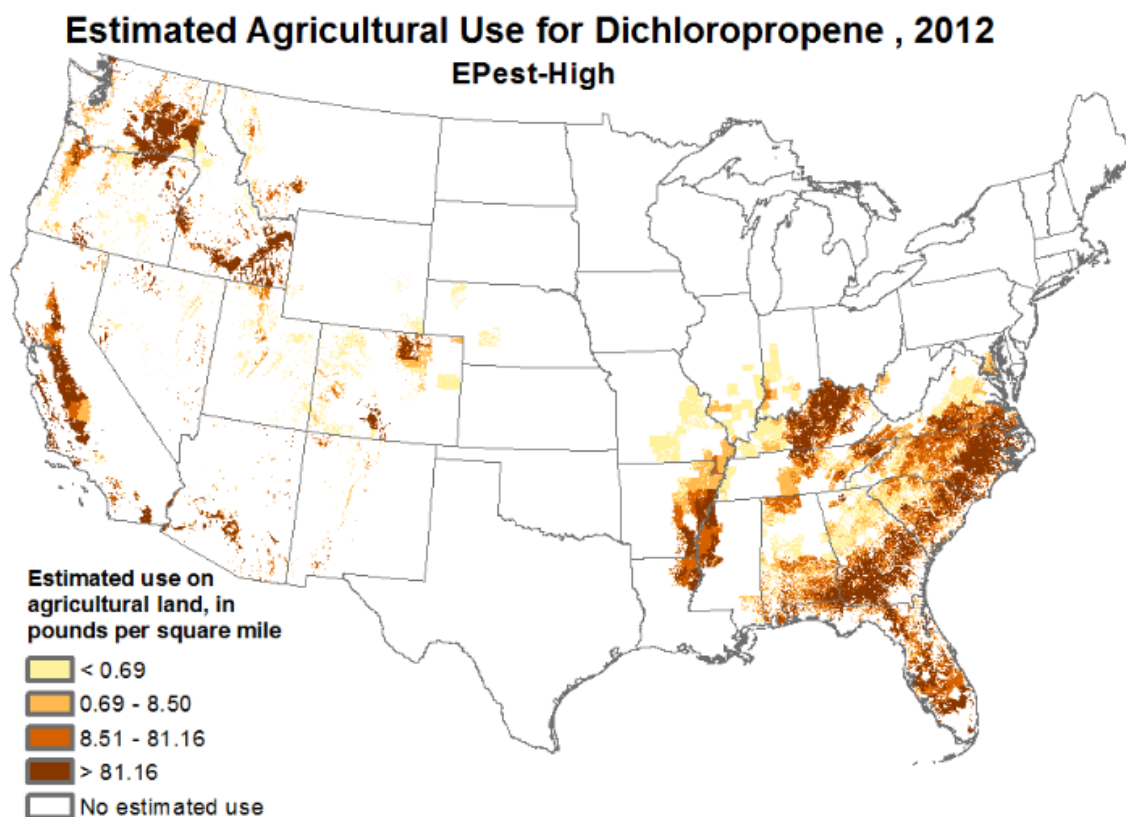 Estimated Agricultural Use for Dichloropropene , 2012
EPest-High
Estimated use on
agricultural land, in
pounds per square mile
< 0.69
0.69 - 8.50
8.51 - 81.16
> 81.16
No estimated use